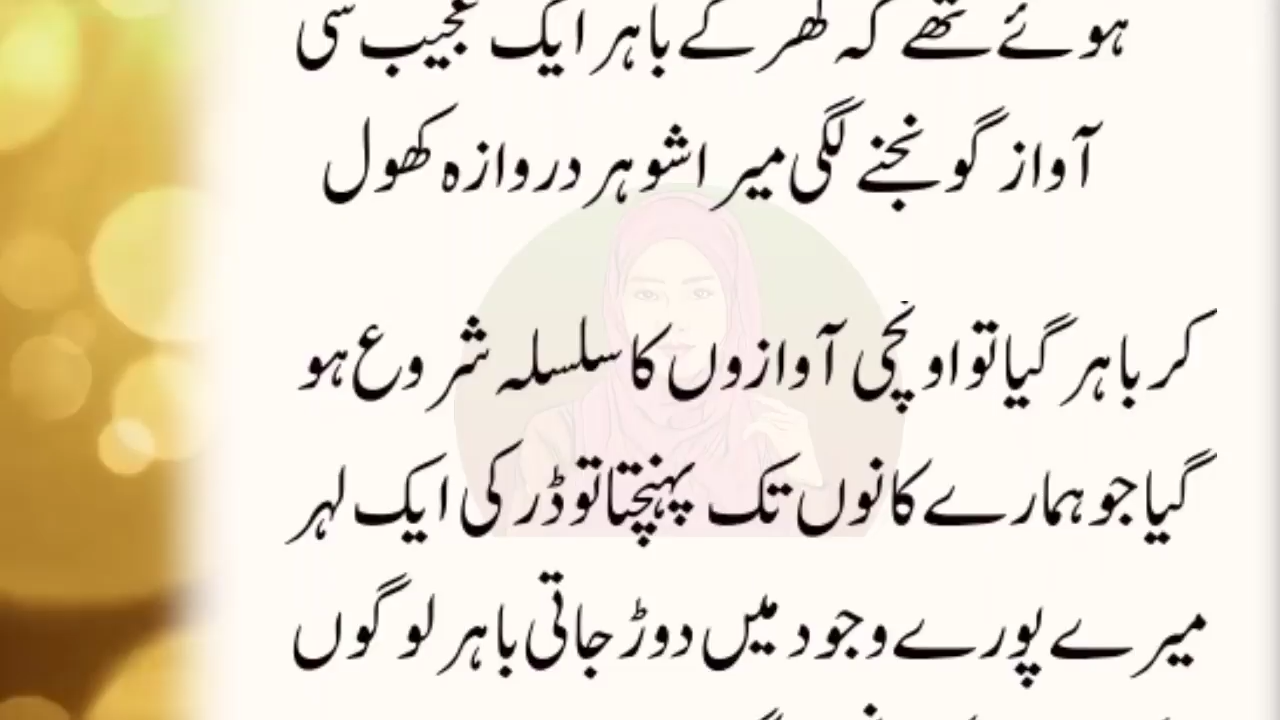 ہوئے تھے کہ گھر کے باہر ایک عجیب سی
آواز گونجنے لگی میرا شوہر دروازہ کھول
کر باہر گیا تو اونچی آوازوں کا سلسلہ شروع ہو
گیا جو ہمارے کانوں تک پہنچتا تو ڈر کی ایک لہر
میرے پورے وجود میں دوڑ جاتی باہر لوگوں